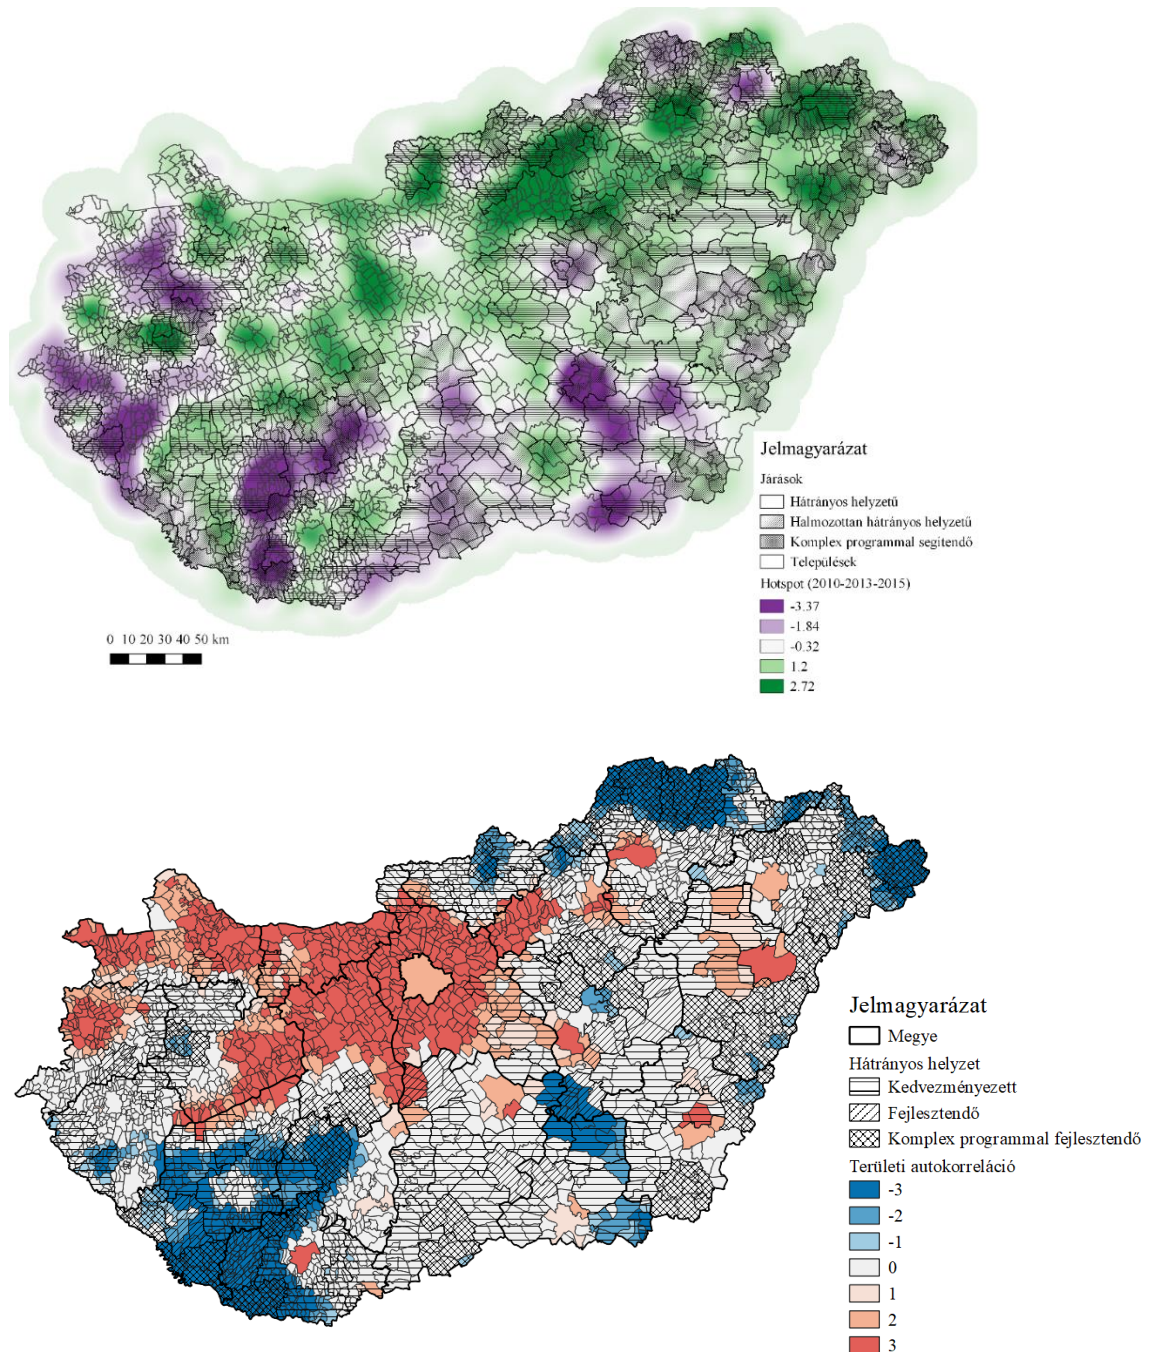 Jelmagyarázat
Járások
Hátrányos helyzetű
Halmozottan hátrányos helyzetű
Komplex programmal segítendő
Települések
Hotspot (2010-2013-2015)
-3.37
-1.84
-0.32
1.2
2.72
0 10 20 30 40 50 km
Jelmagyarázat
Megye
Hátrányos helyzet
Kedvezményezett
Fejlesztendő
Komplex programmal fejlesztendő
Területi autokorreláció
-3
-2
-1
0
1
2
3